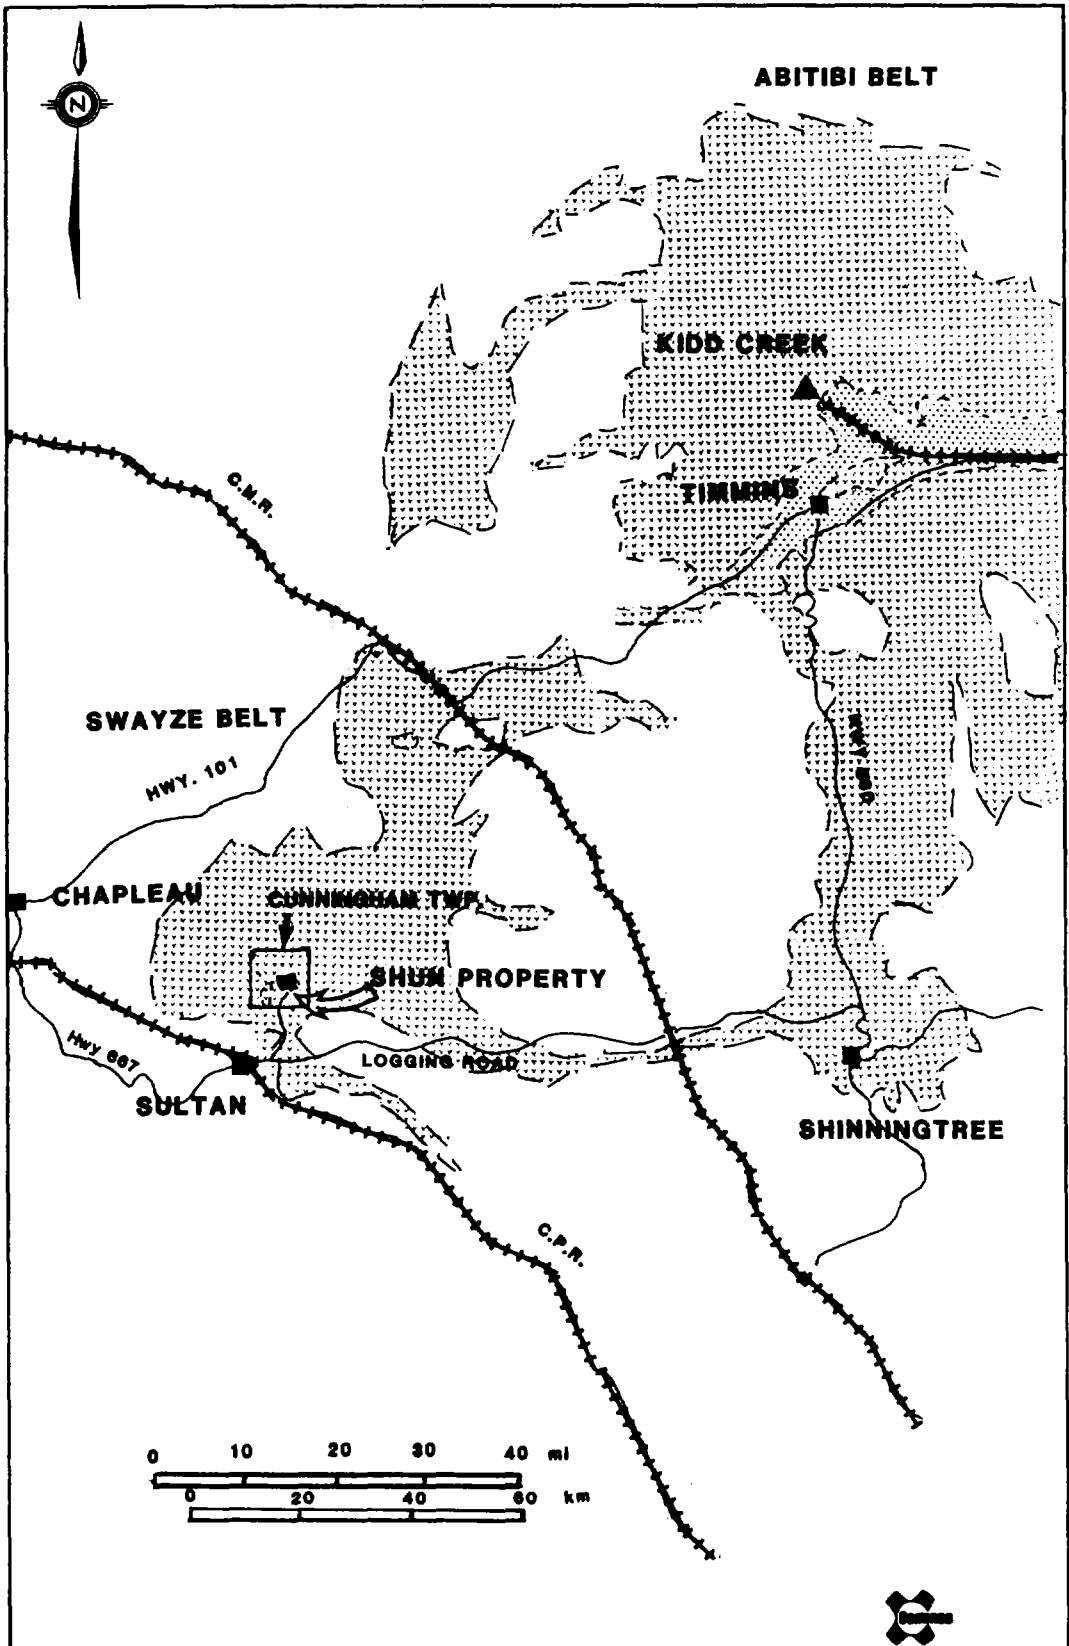 N
ABITIBI BELT
KIDD CREEK
TIMMINS
C.N.R.
SWAYZE BELT
HWY. 101
CHAPLEAU
CUNNINGHAM TWP.
SHUN PROPERTY
Hwy 667
LOGGING ROAD
SULTAN
SHINNINGTREE
C.P.R.
0 10 20 30 40 mi
0 20 40 60 km